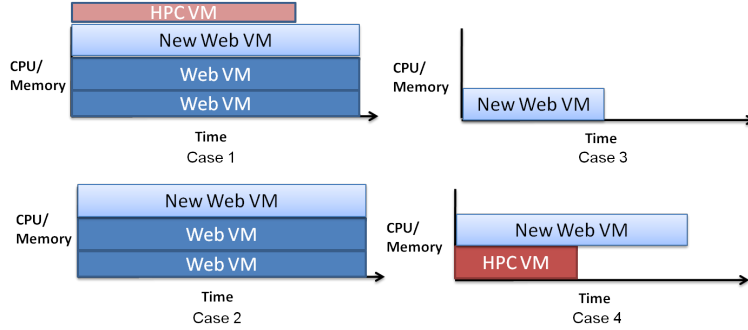 HPC VM
New Web VM
CPU/
Memory
Web VM
Web VM
Time
Case 1
CPU/
Memory
New Web VM
Time
Case 3
New Web VM
CPU/
Memory
Web VM
Web VM
Time
Case 2
CPU/
Memory
New Web VM
HPC VM
Time
Case 4